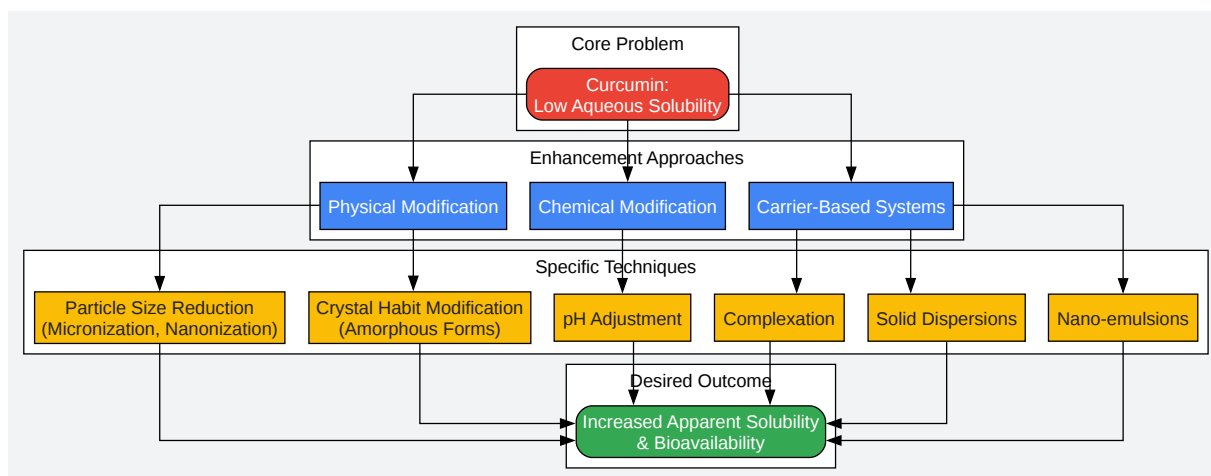 Core Problem
Curcumin:
Low Aqueous Solubility
Enhancement Approaches
Physical Modification
Chemical Modification
Carrier-Based Systems
Specific Techniques
Particle Size Reduction
(Micronization, Nanonization)
Crystal Habit Modification
(Amorphous Forms)
pH Adjustment
Complexation
Solid Dispersions
Nano-emulsions
Desired Outcome
Increased Apparent Solubility
& Bioavailability